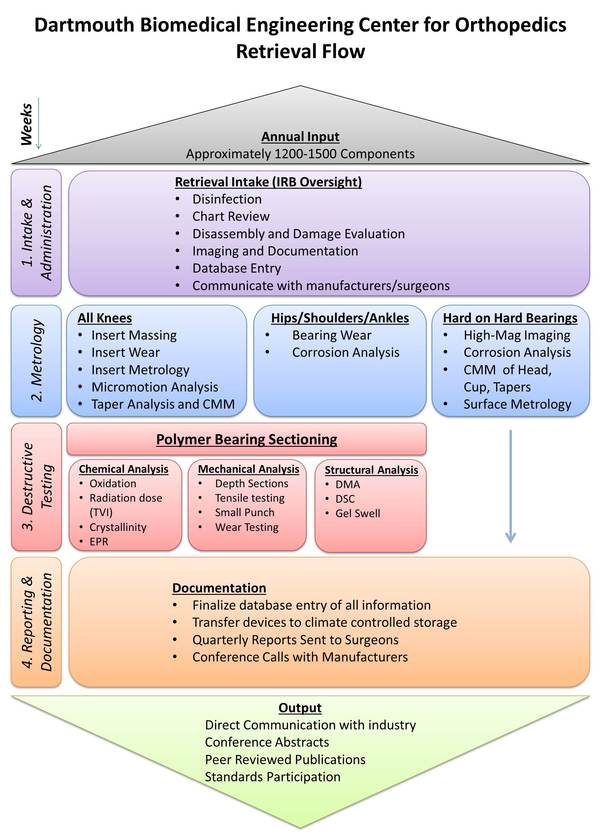 Dartmouth Biomedical Engineering Center for Orthopedics
Retrieval Flow
Weeks
Annual Input
Approximately 1200-1500 Components
1. Intake &
Administration
Retrieval Intake (IRB Oversight)
• Disinfection
• Chart Review
• Disassembly and Damage Evaluation
• Imaging and Documentation
• Database Entry
• Communicate with manufacturers/surgeons
2. Metrology
All Knees
• Insert Massing
• Insert Wear
• Insert Metrology
• Micromotion Analysis
• Taper Analysis and CMM
Hips/Shoulders/Ankles
• Bearing Wear
• Corrosion Analysis
Hard on Hard Bearings
• High-Mag Imaging
• Corrosion Analysis
• CMM of Head,
Cup, Tapers
• Surface Metrology
3. Destructive
Testing
Polymer Bearing Sectioning
Chemical Analysis
• Oxidation
• Radiation dose
(TVI)
• Crystallinity
• EPR
Mechanical Analysis
• Depth Sections
• Tensile testing
• Small Punch
• Wear Testing
Structural Analysis
• DMA
• DSC
• Gel Swell
4. Reporting &
Documentation
Documentation
• Finalize database entry of all information
• Transfer devices to climate controlled storage
• Quarterly Reports Sent to Surgeons
• Conference Calls with Manufacturers
Output
Direct Communication with industry
Conference Abstracts
Peer Reviewed Publications
Standards Participation